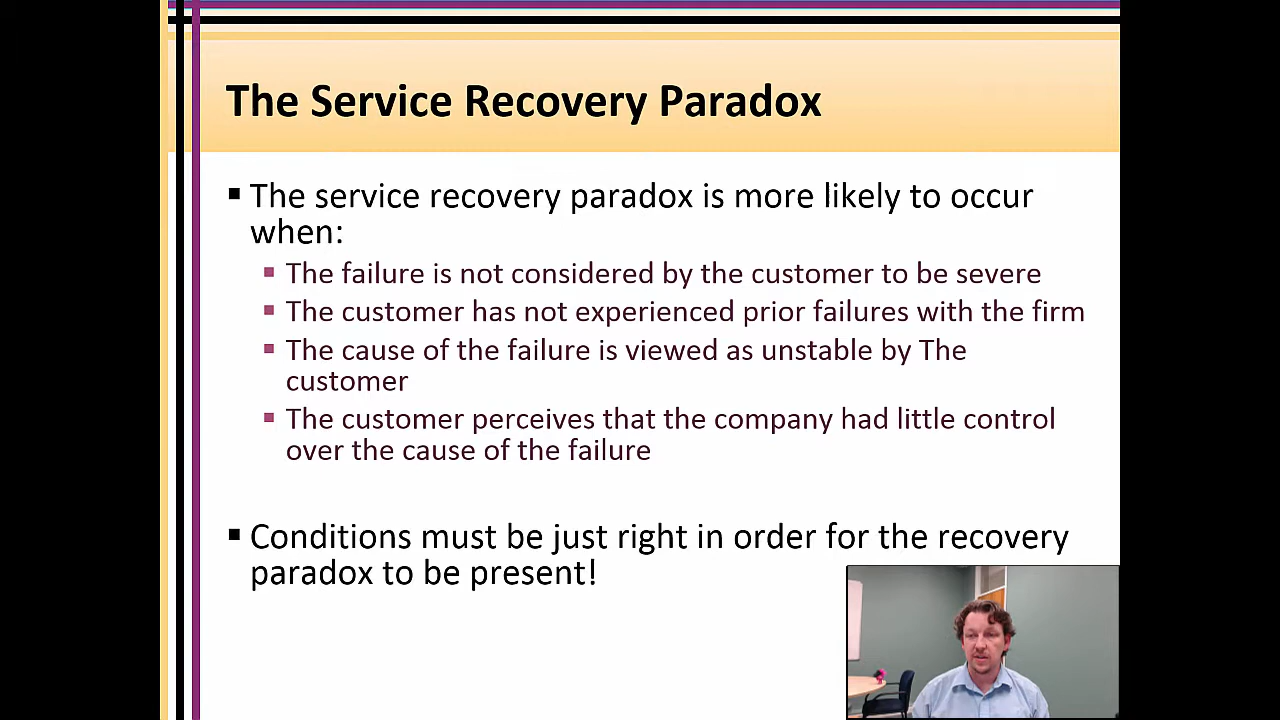 The Service Recovery Paradox
The service recovery paradox is more likely to occur
when:
The failure is not considered by the customer to be severe
The customer has not experienced prior failures with the firm
The cause of the failure is viewed as unstable by The
customer
The customer perceives that the company had little control
over the cause of the failure
Conditions must be just right in order for the recovery
paradox to be present!